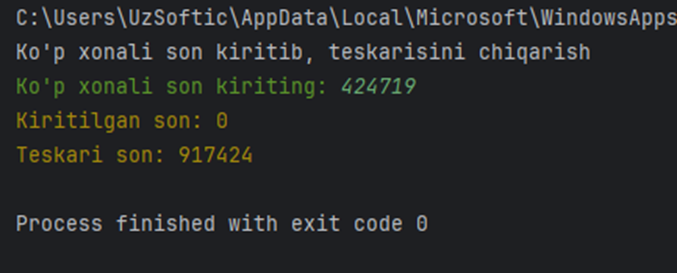 C:\Users\UzSoftic\AppData\Local\Microsoft\WindowsApps
Ko'p xonali son kiritib, teskarisini chiqarish
Ko'p xonali son kiriting: 424719
Kiritilgan son: 0
Teskari son: 917424
Process finished with exit code 0